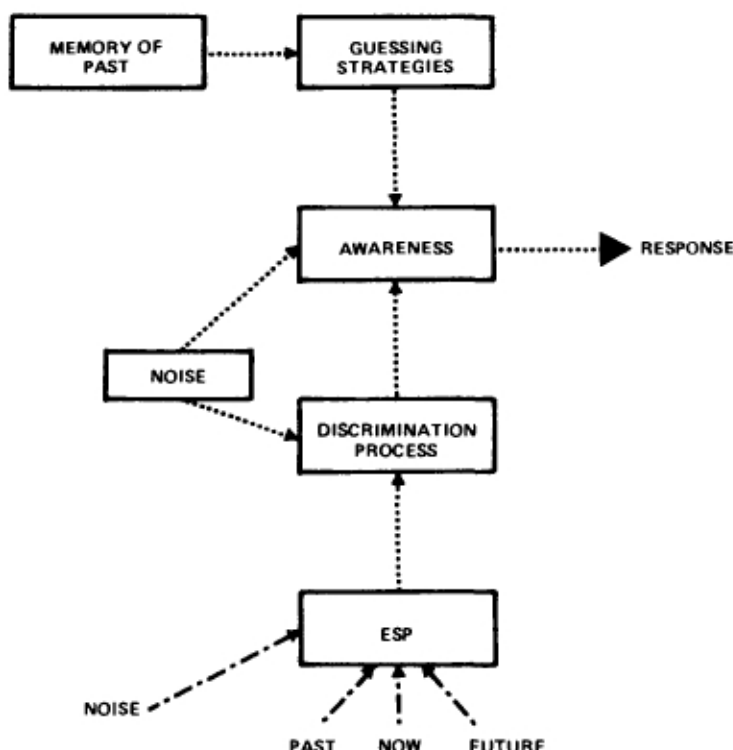 MEMORY OF
PAST
GUESSING
STRATEGIES
AWARENESS
RESPONSE
NOISE
DISCRIMINATION
PROCESS
ESP
NOISE
PAST
NOW
FUTURE